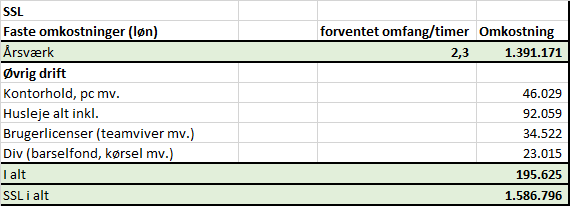 SSL
Faste omkostninger (løn) forventet omfang/timer Omkostning
Årsværk 2,3 1.391.171
Øvrig drift
Kontorhold, pc mv. 46.029
Husleje alt inkl. 92.059
Brugerlicenser (teamviver mv.) 34.522
Div (barselfond, kørsel mv.) 23.015
I alt 195.625
SSL i alt 1.586.796